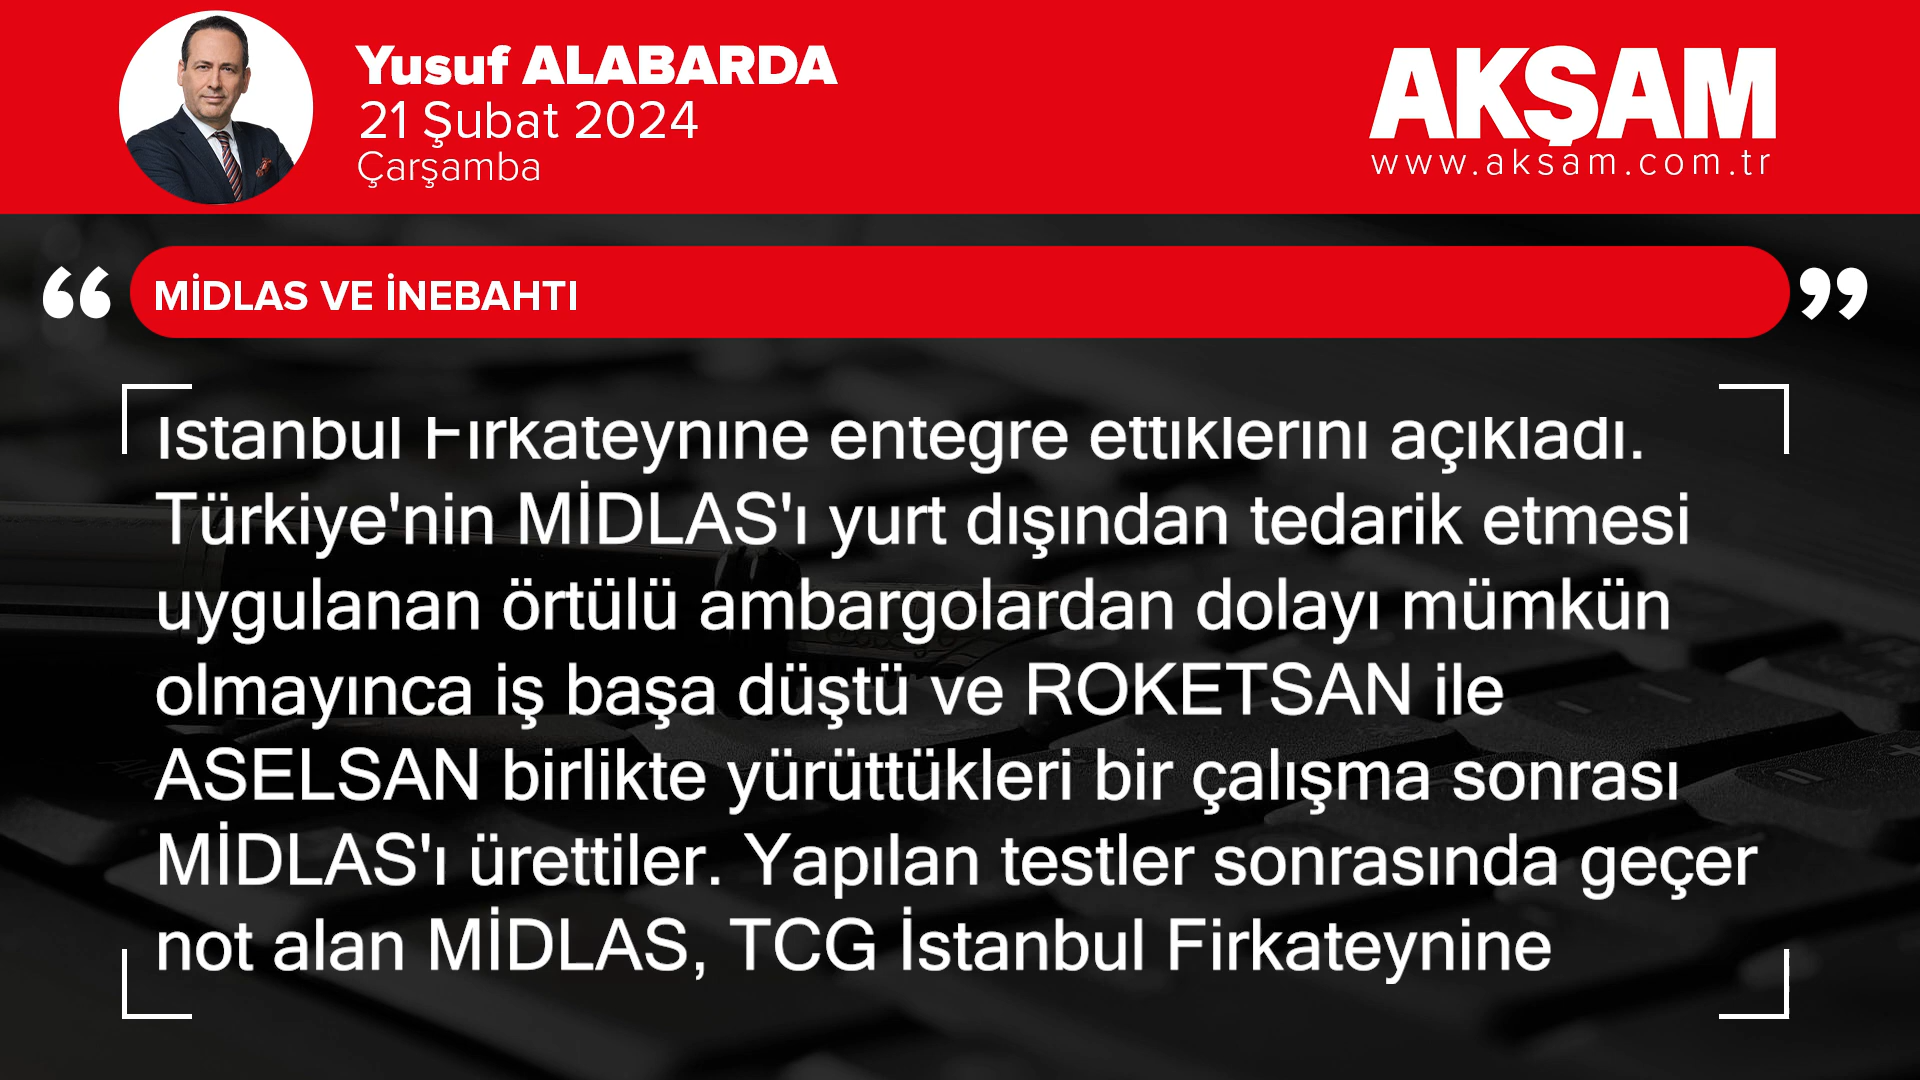 Yusuf ALABARDA
21 Şubat 2024
Çarşamba
AKŞAM
www.aksam.com.tr
“ MİDLAS VE İNEBAHTI ”
İstanbul Firkateynine entegre ettiklerini açıkladı.
Türkiye'nin MİDLAS'ı yurt dışından tedarik etmesi
uygulanan örtülü ambargolardan dolayı mümkün
olmayınca iş başa düştü ve ROKETSAN ile
ASELSAN birlikte yürüttükleri bir çalışma sonrası
MİDLAS'ı ürettiler. Yapılan testler sonrasında geçer
not alan MİDLAS, TCG İstanbul Firkateynine